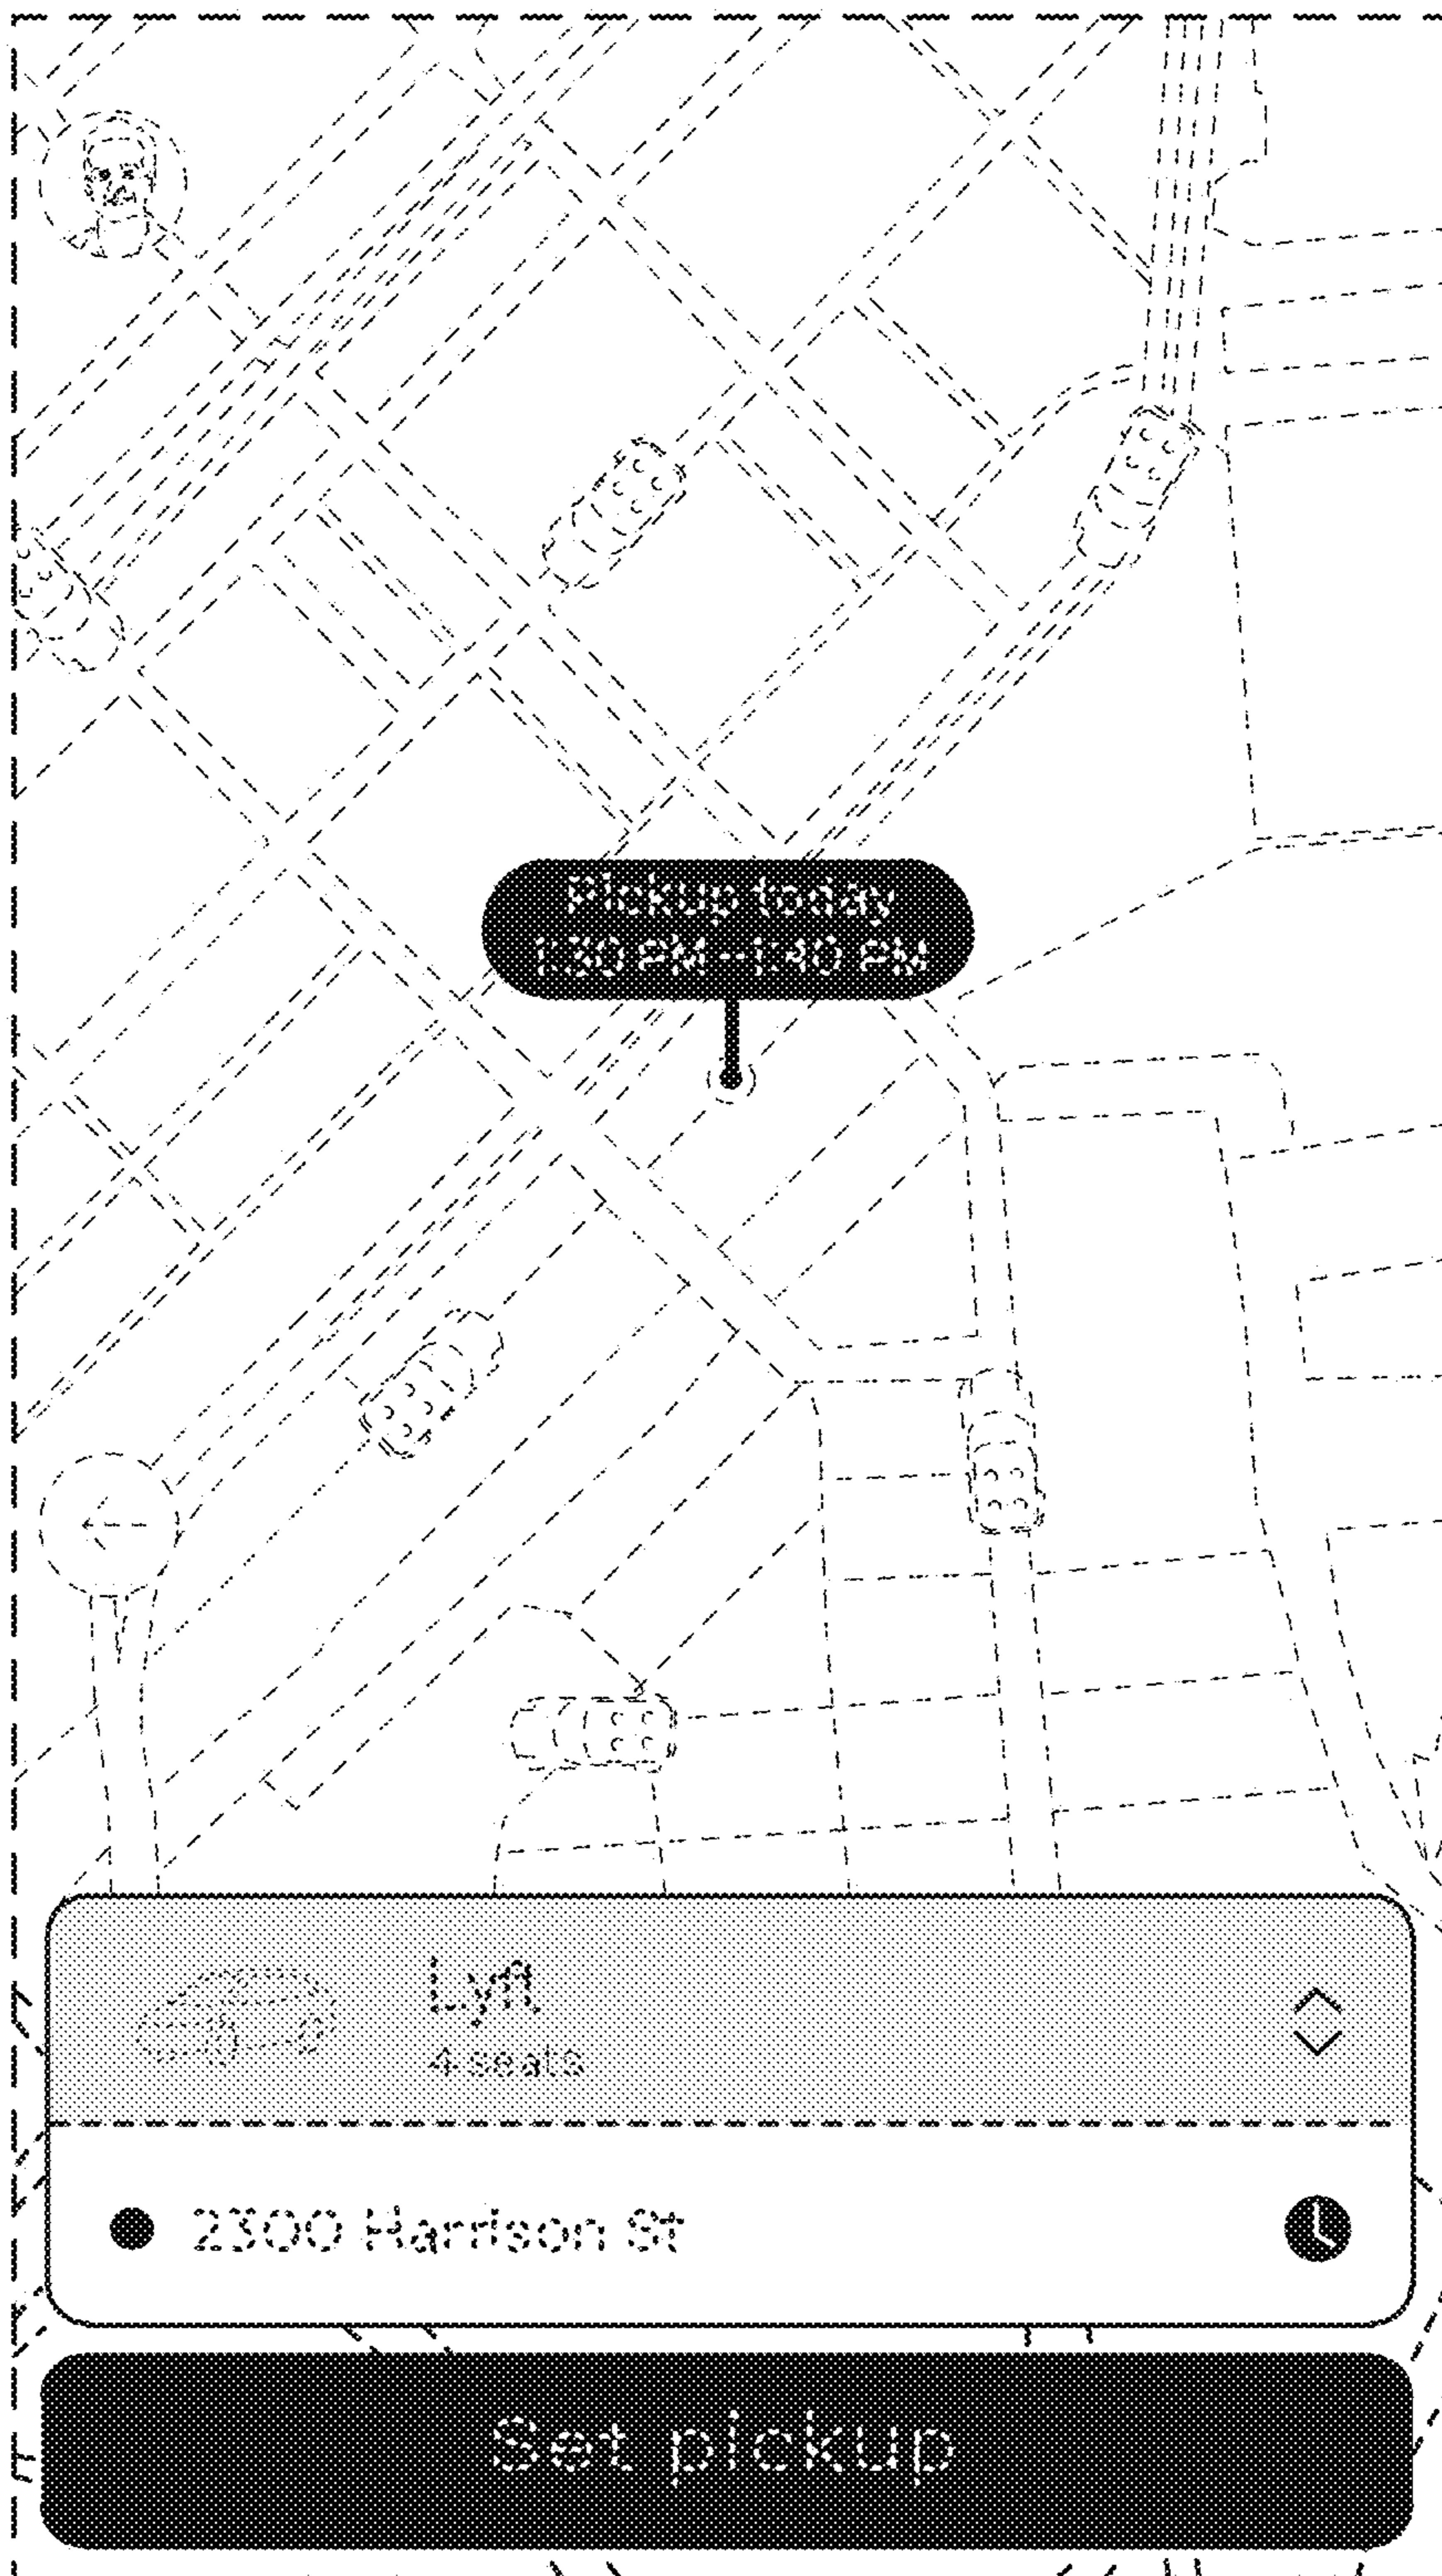 Pickup today
1:30 PM - 1:40 PM
Lyft
4 seats
2300 Harrison St
Set pickup